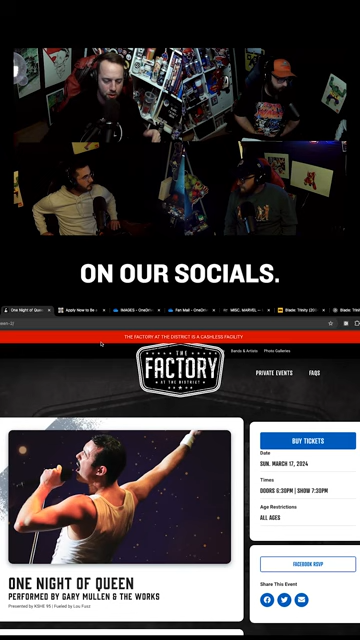 ON OUR SOCIALS.
One Night of Queen
Apply Now to Be
IMAGES - OneDri
Fan Mail - OneDri
MISC. MARVEL -
Blade: Trinity (200
Blade: Trin
THE FACTORY AT THE DISTRICT IS A CASHLESS FACILITY
Bands & Artists
Photo Galleries
THE
FACTORY
AT THE DISTRICT
PRIVATE EVENTS
FAQS
BUY TICKETS
Date
SUN. MARCH 17, 2024
Times
DOORS 6:30PM | SHOW 7:30PM
Age Restrictions
ALL AGES
FACEBOOK RSVP
Share This Event
ONE NIGHT OF QUEEN
PERFORMED BY GARY MULLEN & THE WORKS
Presented by KSHE 95 | Fueled by Lou Fusz